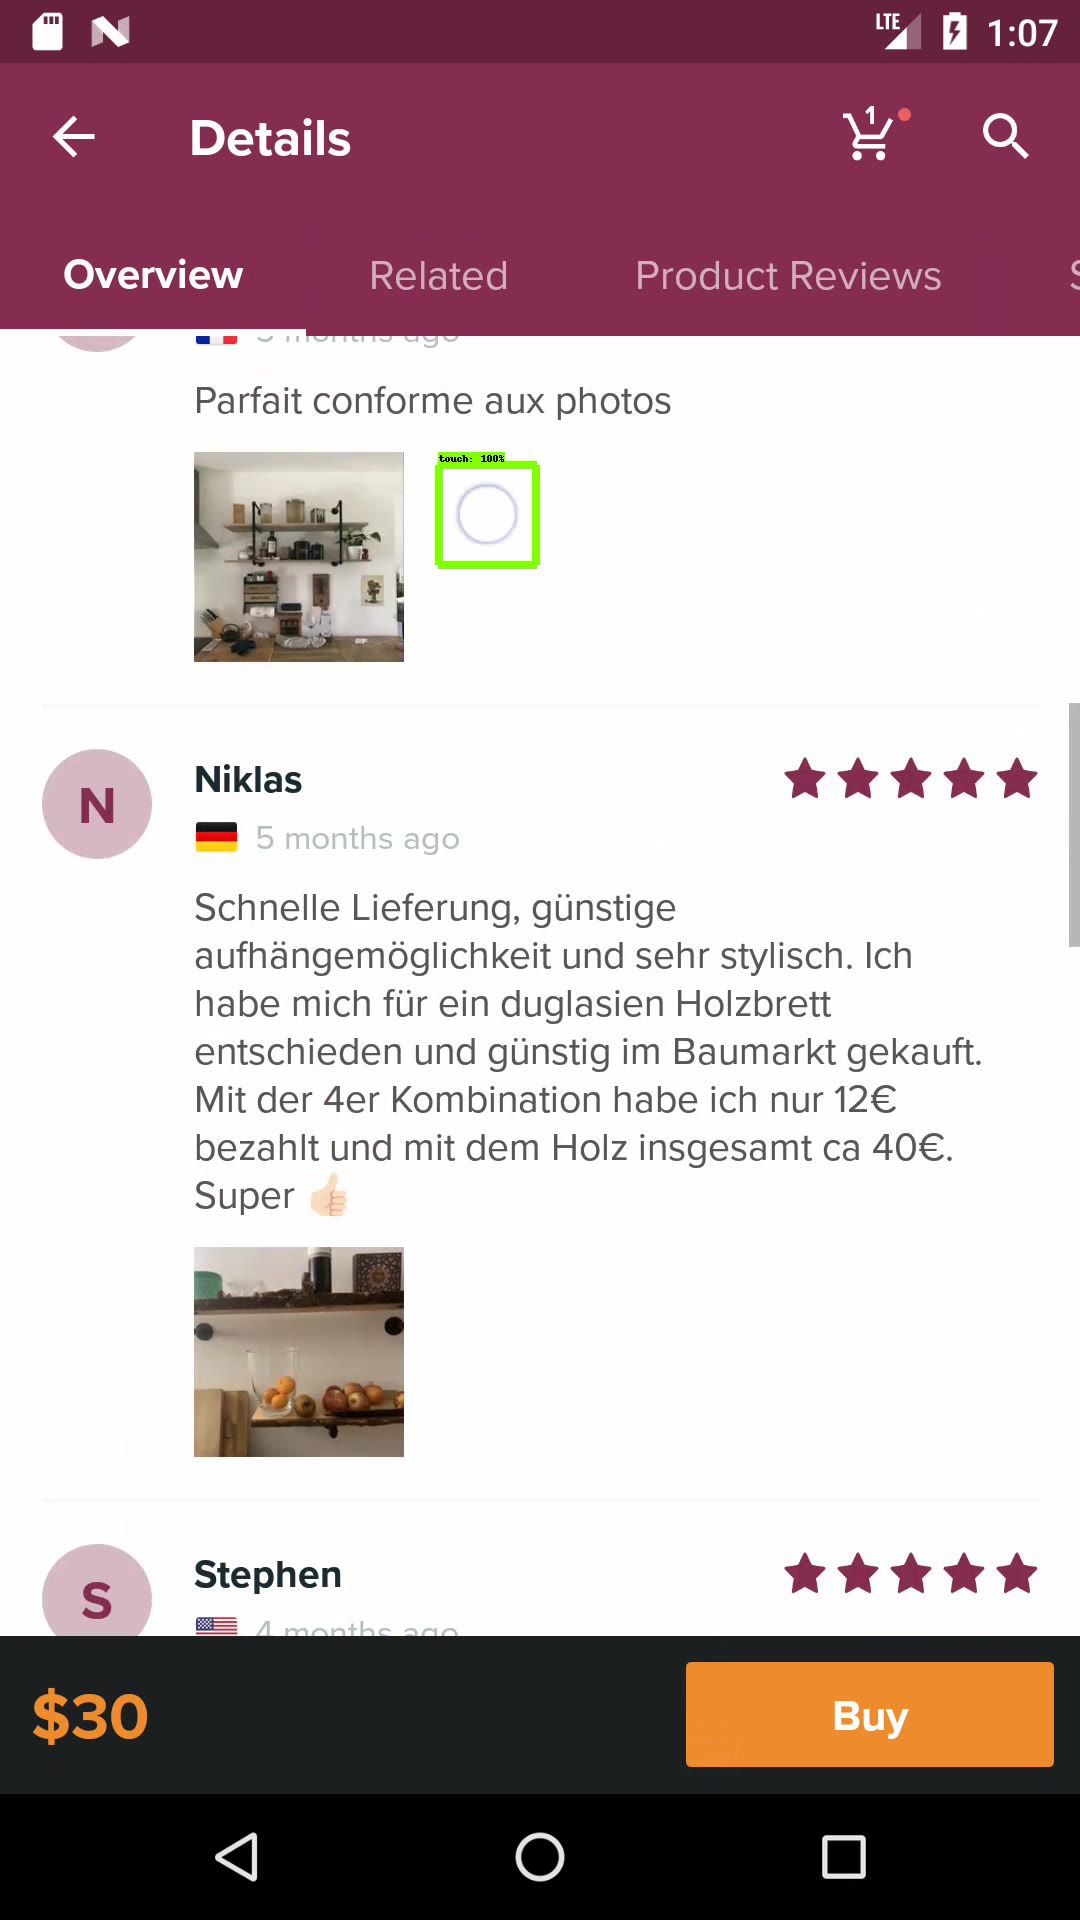 LTE 1:07
Details
1
Overview Related Product Reviews S
5 months ago
Parfait conforme aux photos
touch: 100%
N
Niklas
5 months ago
Schnelle Lieferung, günstige
aufhängemöglichkeit und sehr stylisch. Ich
habe mich für ein duglasien Holzbrett
entschieden und günstig im Baumarkt gekauft.
Mit der 4er Kombination habe ich nur 12€
bezahlt und mit dem Holz insgesamt ca 40€.
Super 👍🏻
S
Stephen
4 months ago
$30
Buy